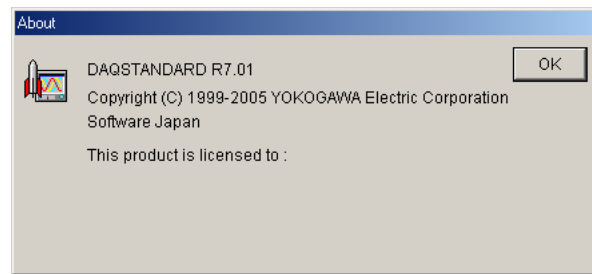 About
DAQSTANDARD R7.01
OK
Copyright (C) 1999-2005 YOKOGAWA Electric Corporation
Software Japan
This product is licensed to :